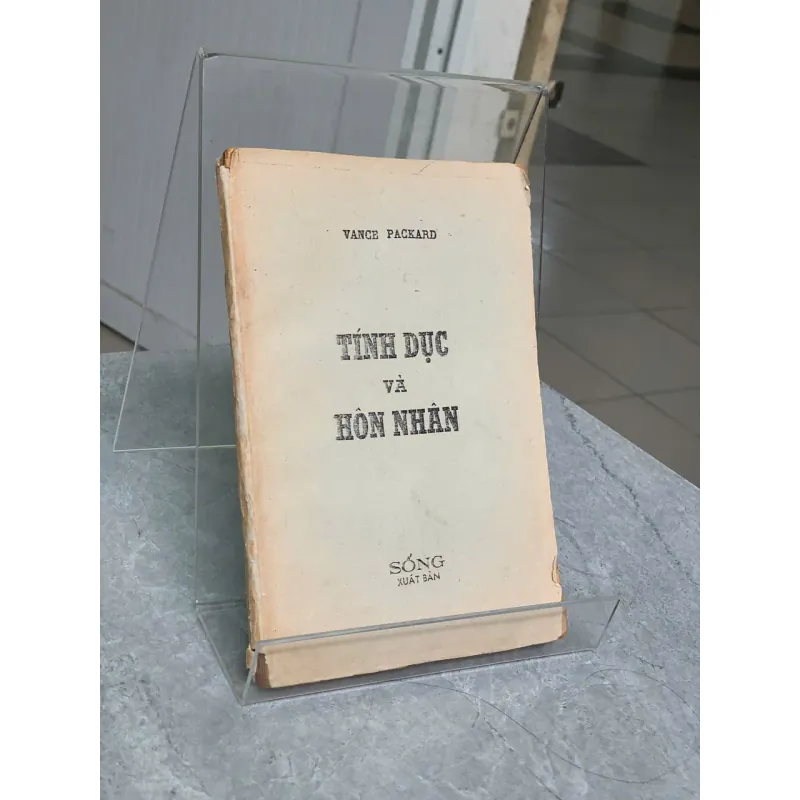 VANCE PACKARD
TÍNH DỤC
VÀ
HÔN NHÂN
SỐNG
XUẤT BẢN